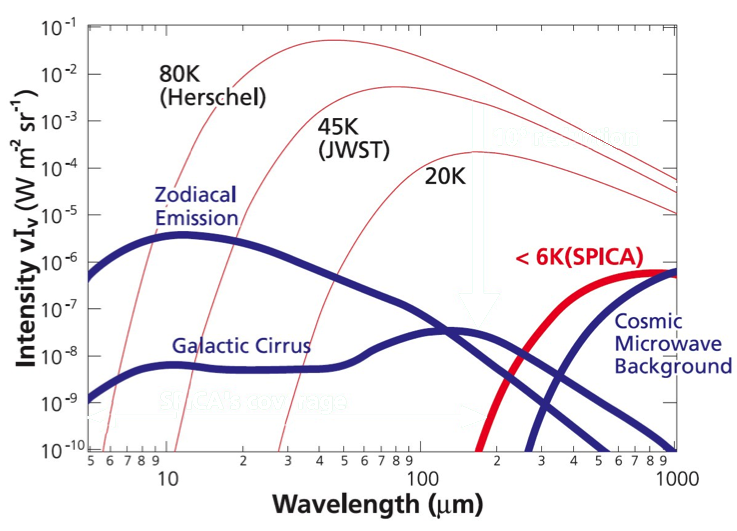 10⁻¹
10⁻²
10⁻³
10⁻⁴
10⁻⁵
10⁻⁶
10⁻⁷
10⁻⁸
10⁻⁹
10⁻¹⁰
Intensity νIᵥ (W m⁻² sr⁻¹)
80K
(Herschel)
45K
(JWST)
20K
Zodiacal
Emission
< 6K(SPICA)
Cosmic
Microwave
Background
Galactic Cirrus
SPICA's coverage
5 6 7 8 9 2 3 4 5 6 7 8 9 2 3 4 5 6 7 8 9
10 100 1000
Wavelength (μm)